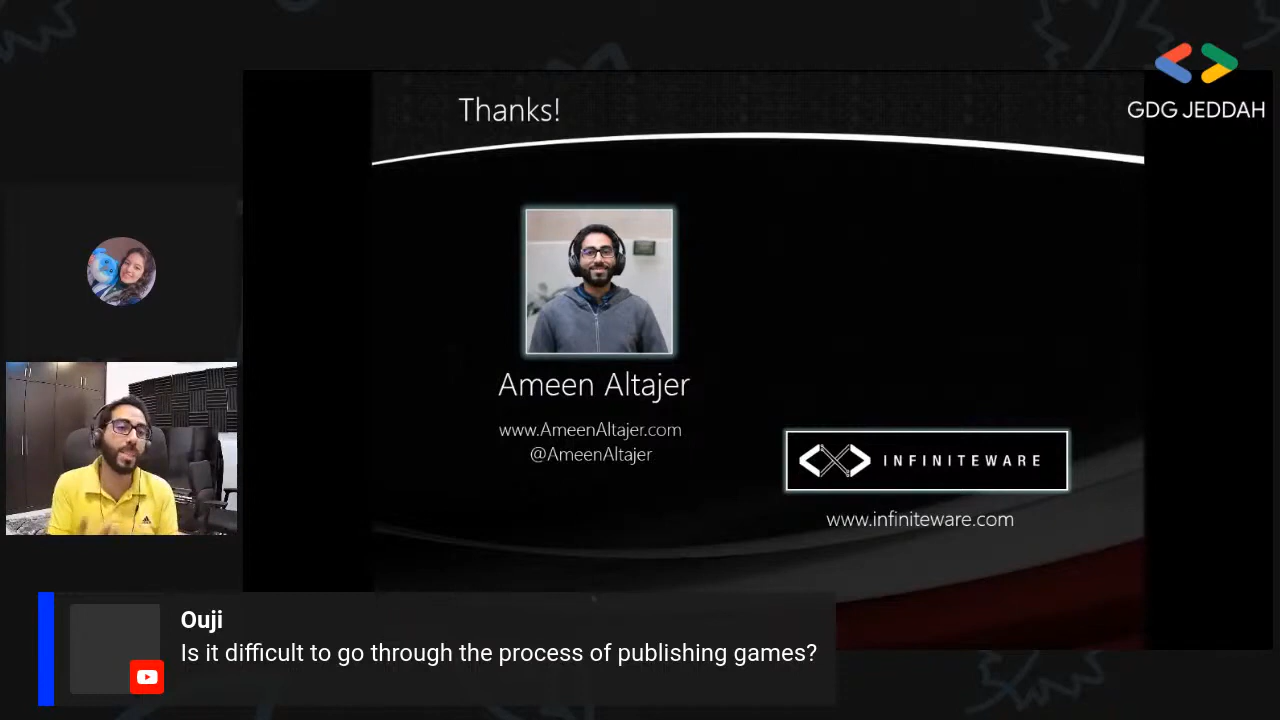 GDG JEDDAH
Thanks!
Ameen Altajer
www.AmeenAltajer.com
@AmeenAltajer
INFINITEWARE
www.infiniteware.com
Ouji
Is it difficult to go through the process of publishing games?